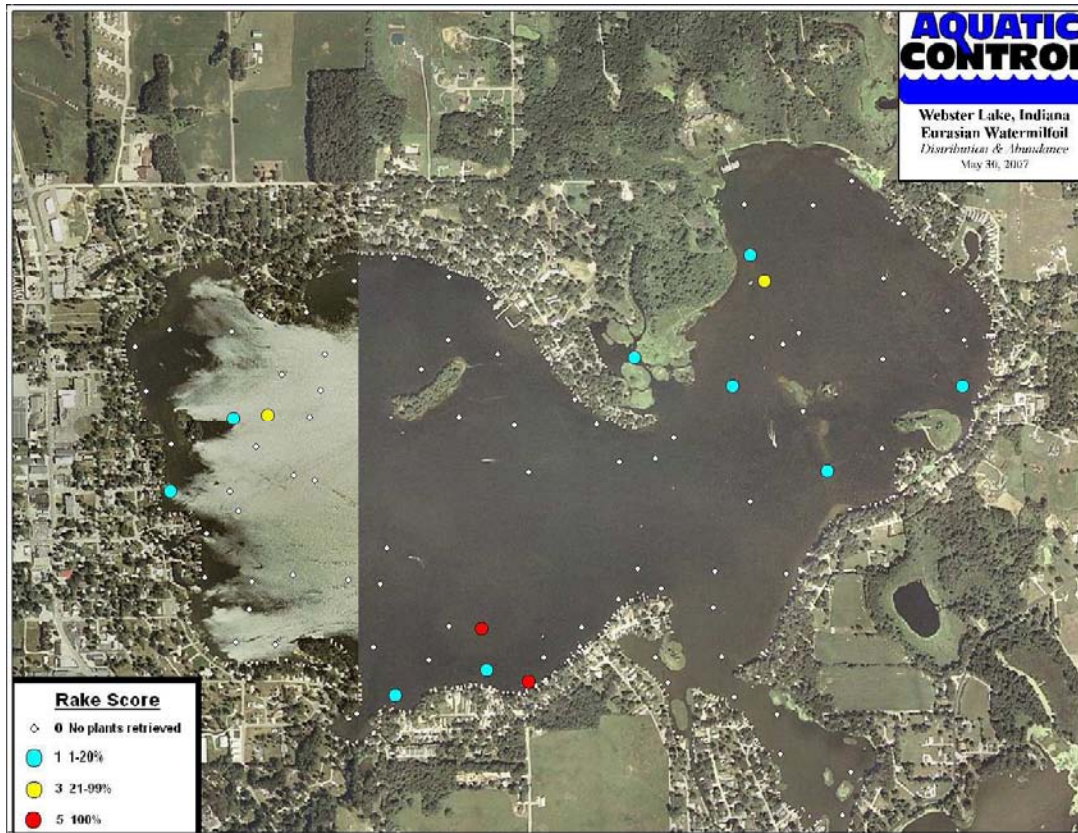 AQUATIC
CONTROL
Webster Lake, Indiana
Eurasian Watermilfoil
Distribution & Abundance
May 30, 2007
Rake Score
0 No plants retrieved
1 1-20%
3 21-99%
5 100%